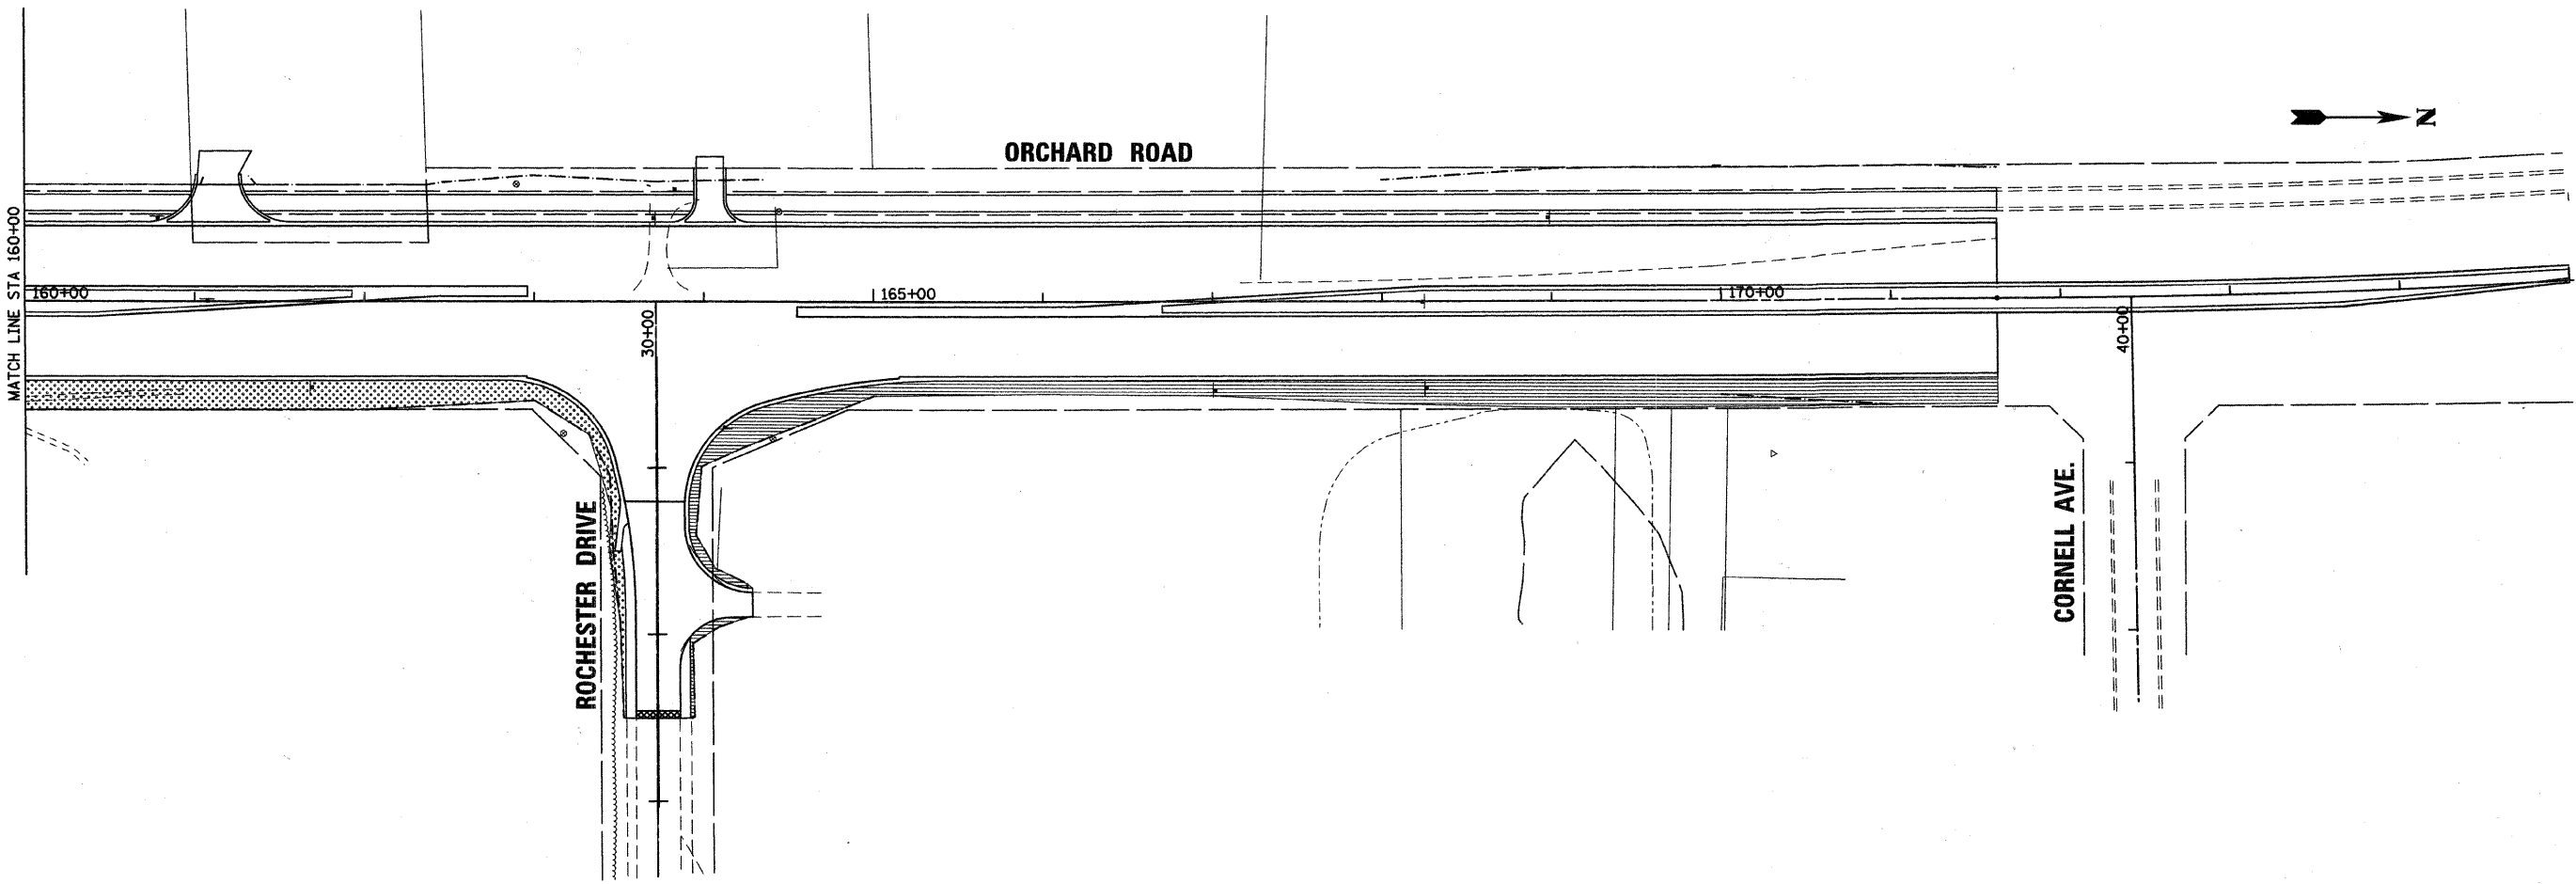 ORCHARD ROAD
N
MATCH LINE STA 160+00
160+00
165+00
170+00
30+00
40+00
ROCHESTER DRIVE
CORNELL AVE.